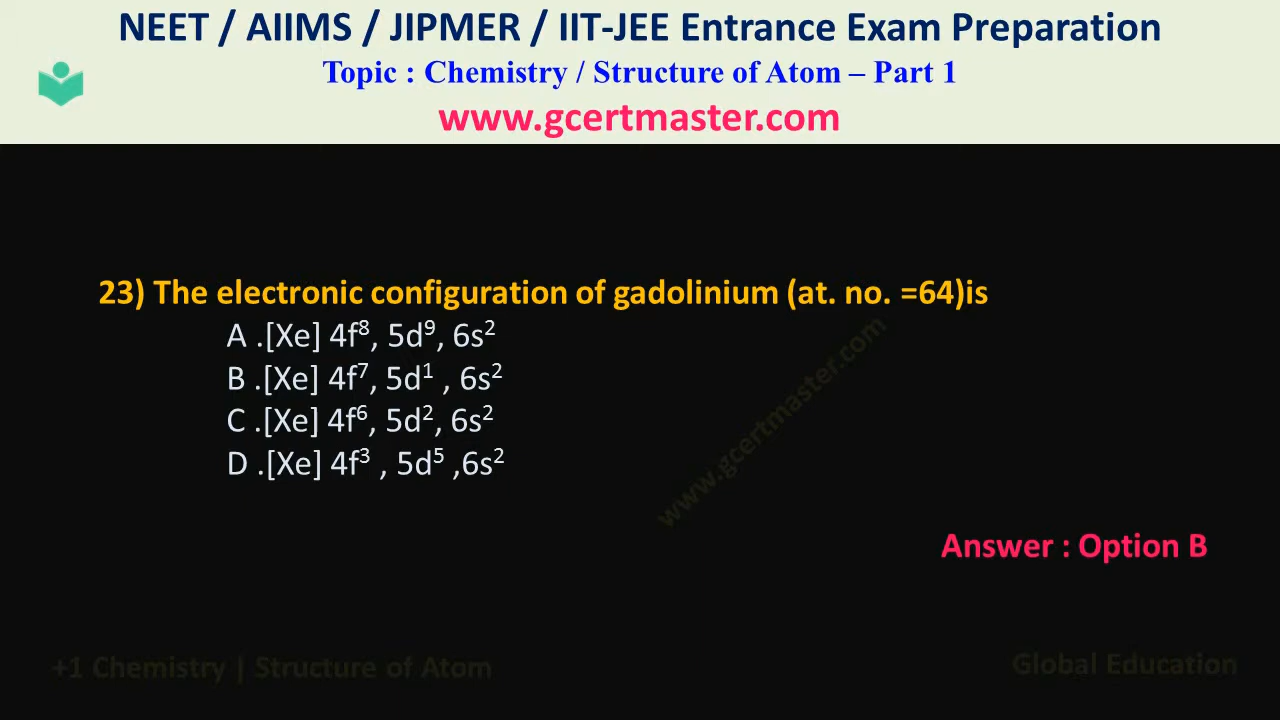 NEET / AIIMS / JIPMER / IIT-JEE Entrance Exam Preparation
Topic : Chemistry / Structure of Atom – Part 1
www.gcertmaster.com
23) The electronic configuration of gadolinium (at. no. =64)is
A .[Xe] 4f⁸, 5d⁹, 6s²
B .[Xe] 4f⁷, 5d¹ , 6s²
C .[Xe] 4f⁶, 5d², 6s²
D .[Xe] 4f³ , 5d⁵ ,6s²
www.gcertmaster.com
Answer : Option B
+1 Chemistry | Structure of Atom
Global Education